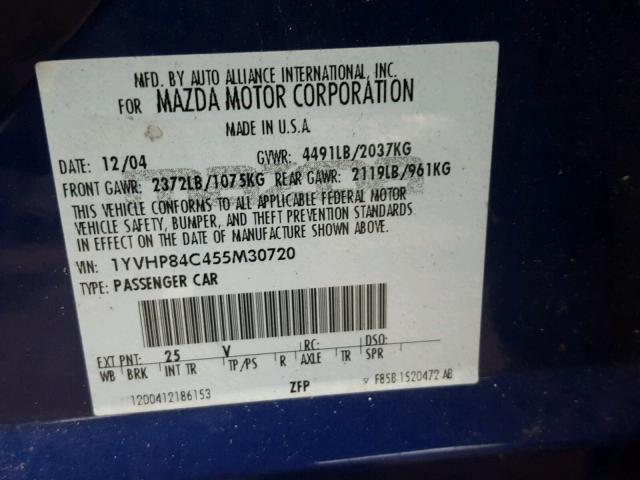 MFD. BY AUTO ALLIANCE INTERNATIONAL, INC.
FOR MAZDA MOTOR CORPORATION
MADE IN U.S.A.
DATE: 12/04 GVWR: 4491LB/2037KG
FRONT GAWR: 2372LB/1075KG REAR GAWR: 2119LB/961KG
THIS VEHICLE CONFORMS TO ALL APPLICABLE FEDERAL MOTOR
VEHICLE SAFETY, BUMPER, AND THEFT PREVENTION STANDARDS
IN EFFECT ON THE DATE OF MANUFACTURE SHOWN ABOVE.
VIN: 1YVHP84C455M30720
TYPE: PASSENGER CAR
EXT PNT: 25 V RC: DSO:
WB BRK INT TR TP/PS R AXLE TR SPR
1200412186153 ZFP F85B 1520472 AB